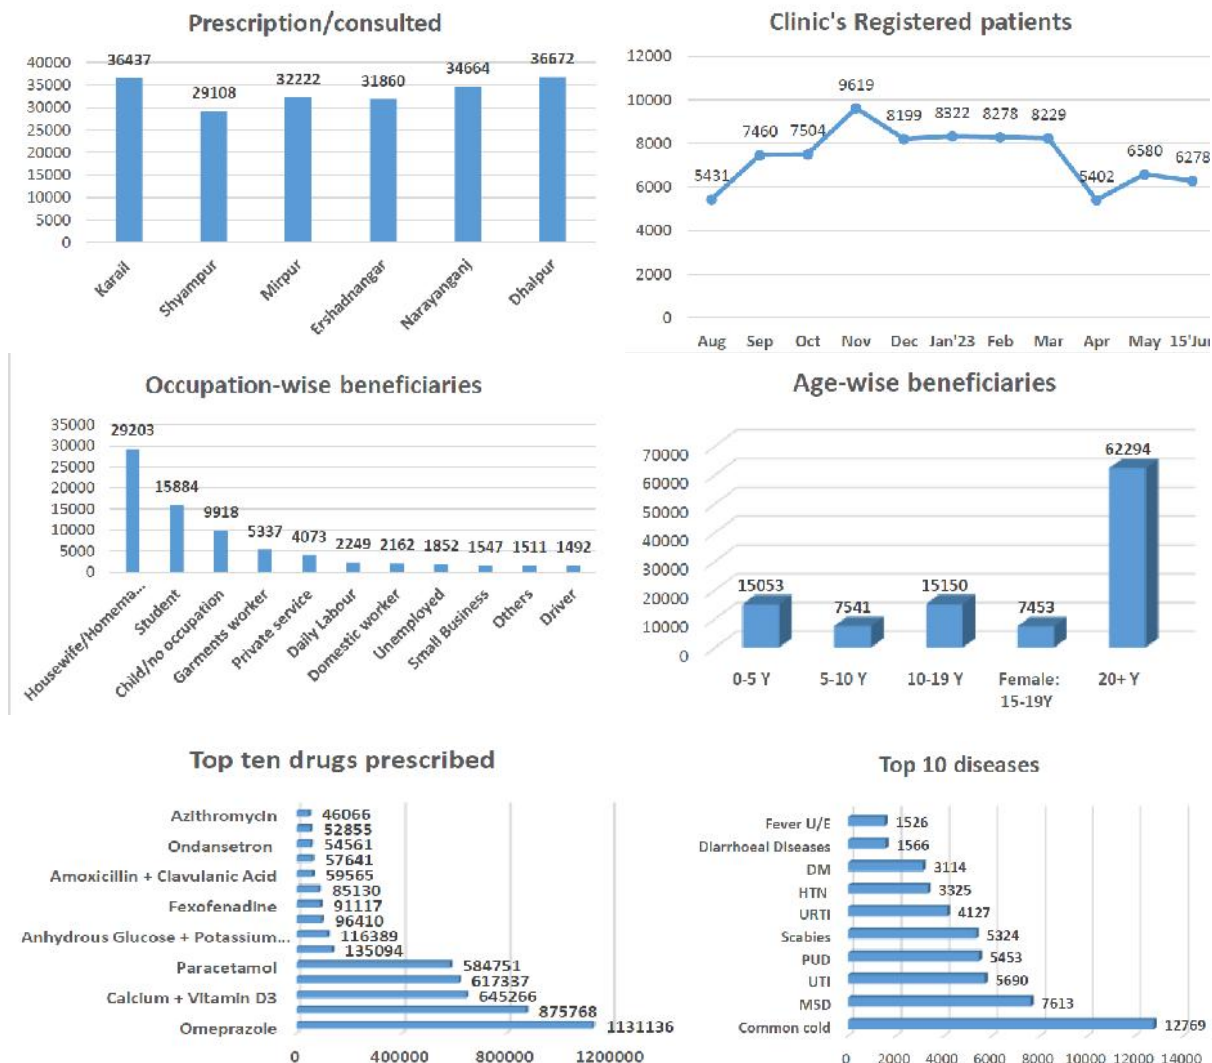 Prescription/consulted
40000
35000
30000
25000
20000
15000
10000
5000
0
36437
29108
32222
31860
34664
36672
Karail
Shyampur
Mirpur
Ershadnangar
Narayanganj
Dhalpur
Clinic's Registered patients
12000
10000
8000
6000
4000
2000
0
5431
7460
7504
9619
8199
8322
8278
8229
5402
6580
6278
Aug Sep Oct Nov Dec Jan'23 Feb Mar Apr May 15'Jun
Occupation-wise beneficiaries
35000
30000
25000
20000
15000
10000
5000
0
29203
15884
9918
5337
4073
2249
2162
1852
1547
1511
1492
Housewife/Homema...
Student
Child/no occupation
Garments worker
Private service
Daily Labour
Domestic worker
Unemployed
Small Business
Others
Driver
Age-wise beneficiaries
70000
60000
50000
40000
30000
20000
10000
0
15053
7541
15150
7453
62294
0-5 Y
5-10 Y
10-19 Y
Female:
15-19Y
20+ Y
Top ten drugs prescribed
Azithromycin 46066
52855
Ondansetron 54561
57641
Amoxicillin + Clavulanic Acid 59565
85130
Fexofenadine 91117
96410
Anhydrous Glucose + Potassium... 116389
135094
Paracetamol 584751
617337
Calcium + Vitamin D3 645266
875768
Omeprazole 1131136
0 400000 800000 1200000
Top 10 diseases
Fever U/E 1526
Diarrhoeal Diseases 1566
DM 3114
HTN 3325
URTI 4127
Scabies 5324
PUD 5453
UTI 5690
MSD 7613
Common cold 12769
0 2000 4000 6000 8000 10000 12000 14000